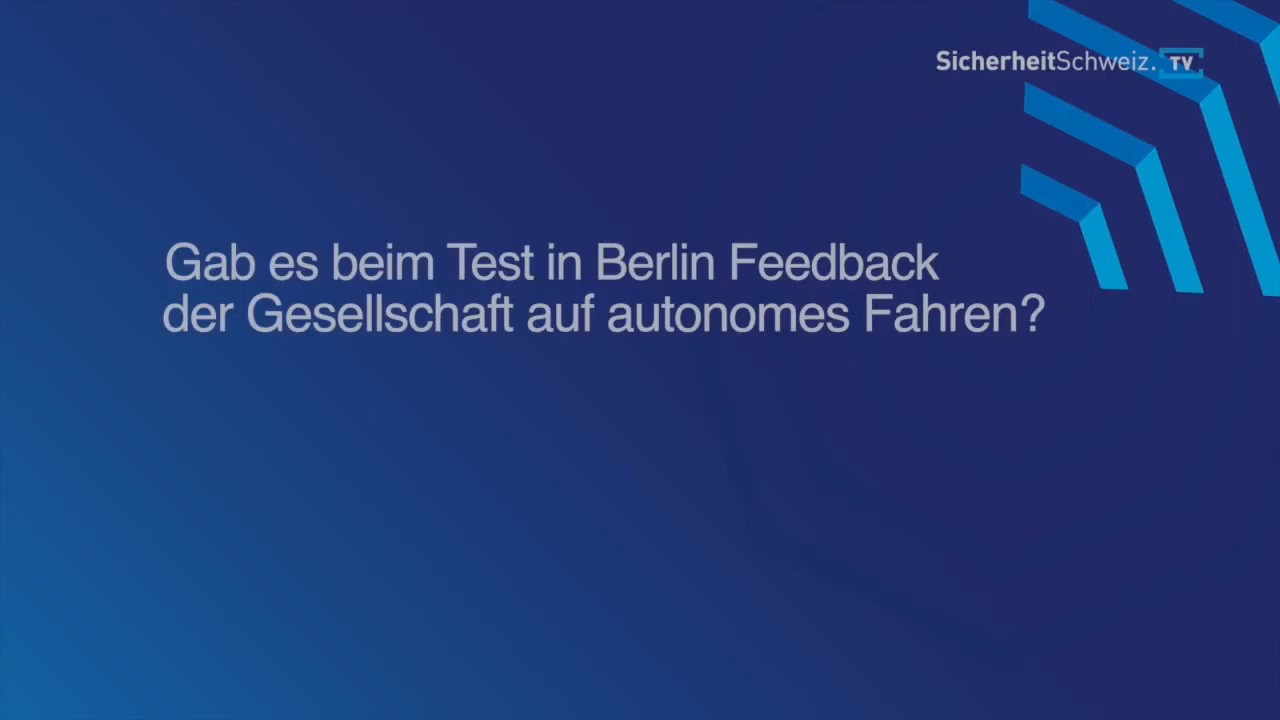 SicherheitSchweiz. TV
Gab es beim Test in Berlin Feedback
der Gesellschaft auf autonomes Fahren?